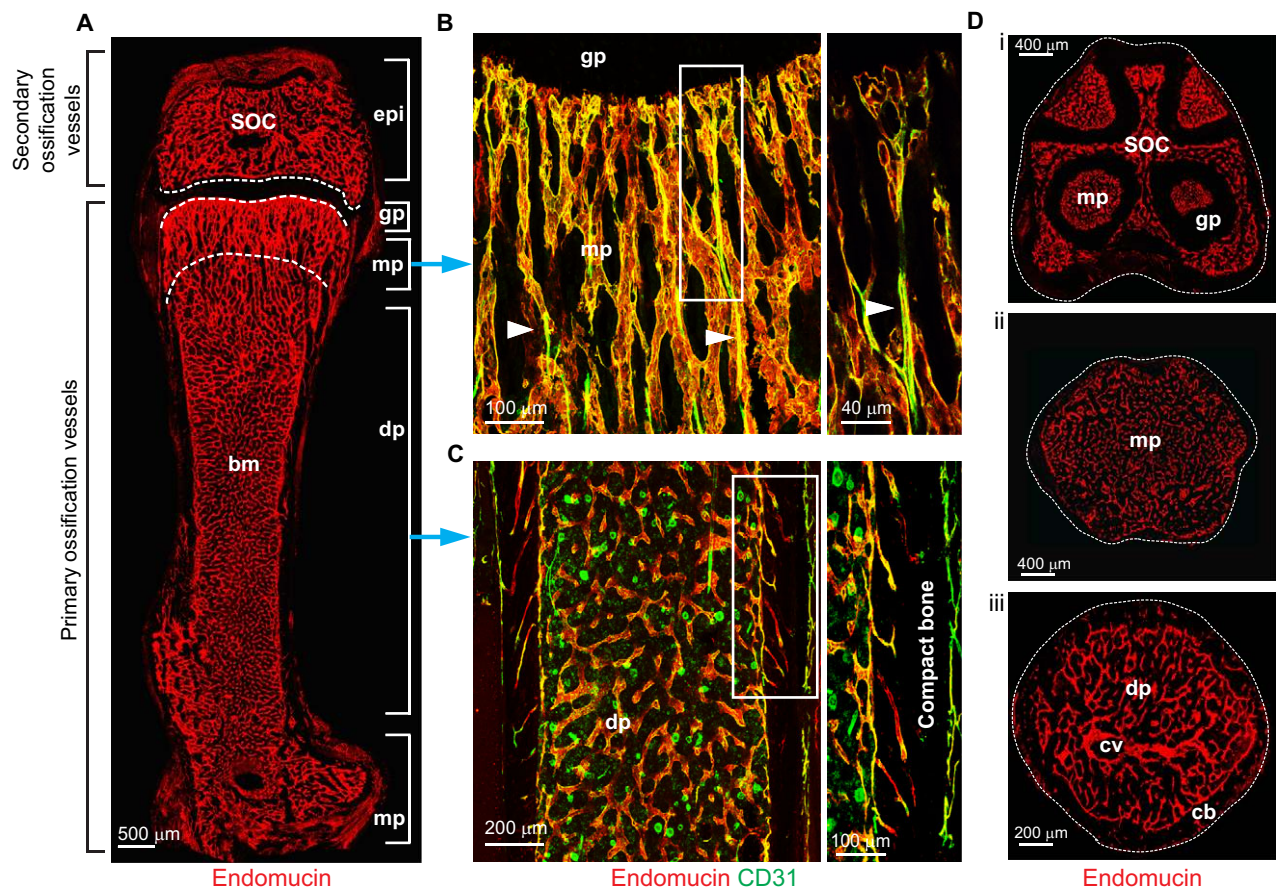 A
Secondary
ossification
vessels
SOC
epi
gp
mp
Primary ossification vessels
dp
bm
mp
500 μm
Endomucin
B
gp
mp
100 μm
40 μm
C
dp
200 μm
Compact bone
100 μm
Endomucin CD31
D
i
400 μm
SOC
mp
gp
ii
mp
400 μm
iii
dp
cv
cb
200 μm
Endomucin